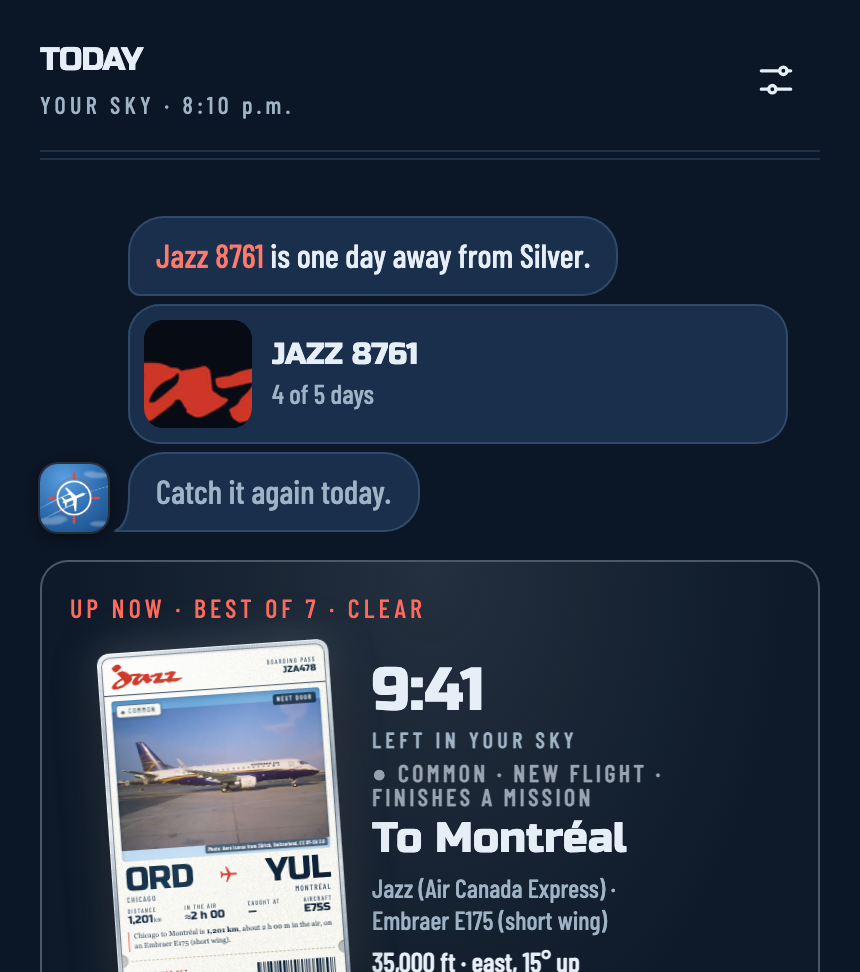 TODAY
YOUR SKY · 8:10 p.m.
Jazz 8761 is one day away from Silver.
JAZZ 8761
4 of 5 days
Catch it again today.
UP NOW · BEST OF 7 · CLEAR
Jazz
BOARDING PASS
JZA478
COMMON
NEXT DOOR
ORD
YUL
CHICAGO
MONTRÉAL
DISTANCE
1,201km
IN THE AIR
≈2 h 00
CAUGHT AT
—
AIRCRAFT
E75S
Chicago to Montréal is 1,201 km, about 2 h 00 m in the air, on
an Embraer E175 (short wing).
9:41
LEFT IN YOUR SKY
● COMMON · NEW FLIGHT ·
FINISHES A MISSION
To Montréal
Jazz (Air Canada Express) ·
Embraer E175 (short wing)
35,000 ft · east, 15° up